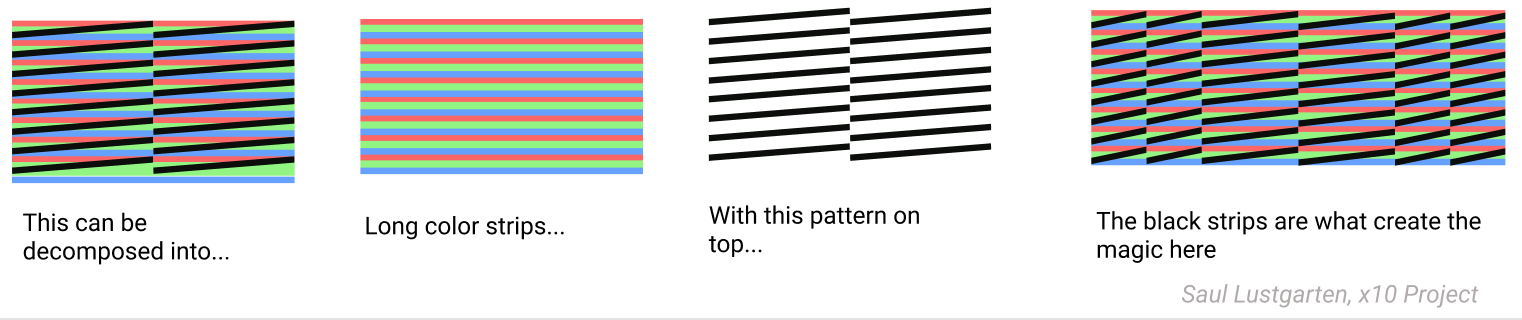 This can be
decomposed into...
Long color strips...
With this pattern on
top...
The black strips are what create the
magic here
Saul Lustgarten, x10 Project